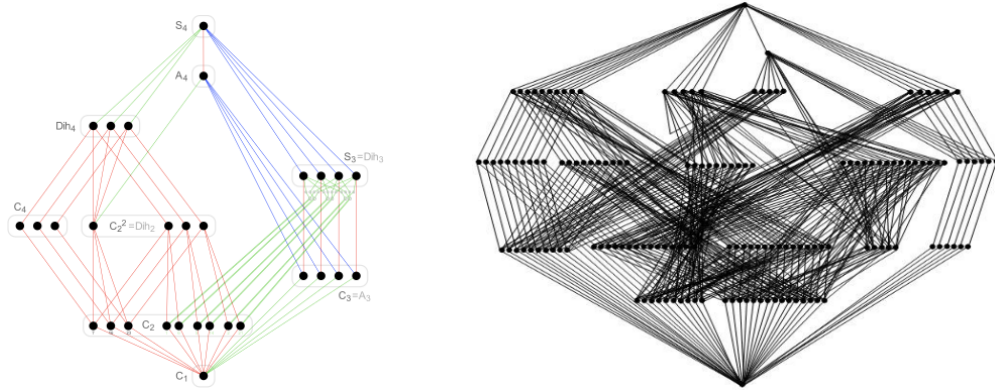 S₄
A₄
Dih₄
S₃=Dih₃
C₄
C₂²=Dih₂
C₃=A₃
C₂
C₁